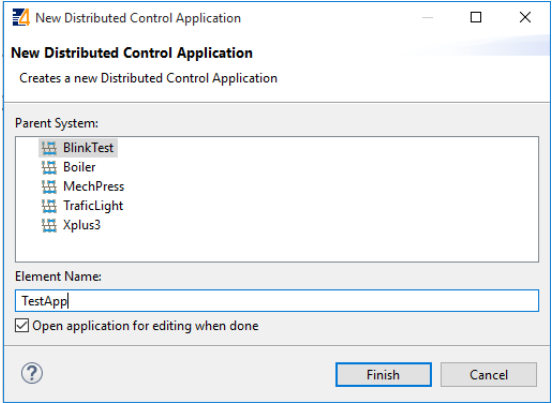 New Distributed Control Application
New Distributed Control Application
Creates a new Distributed Control Application
Parent System:
BlinkTest
Boiler
MechPress
TraficLight
Xplus3
Element Name:
TestApp
Open application for editing when done
?
Finish
Cancel